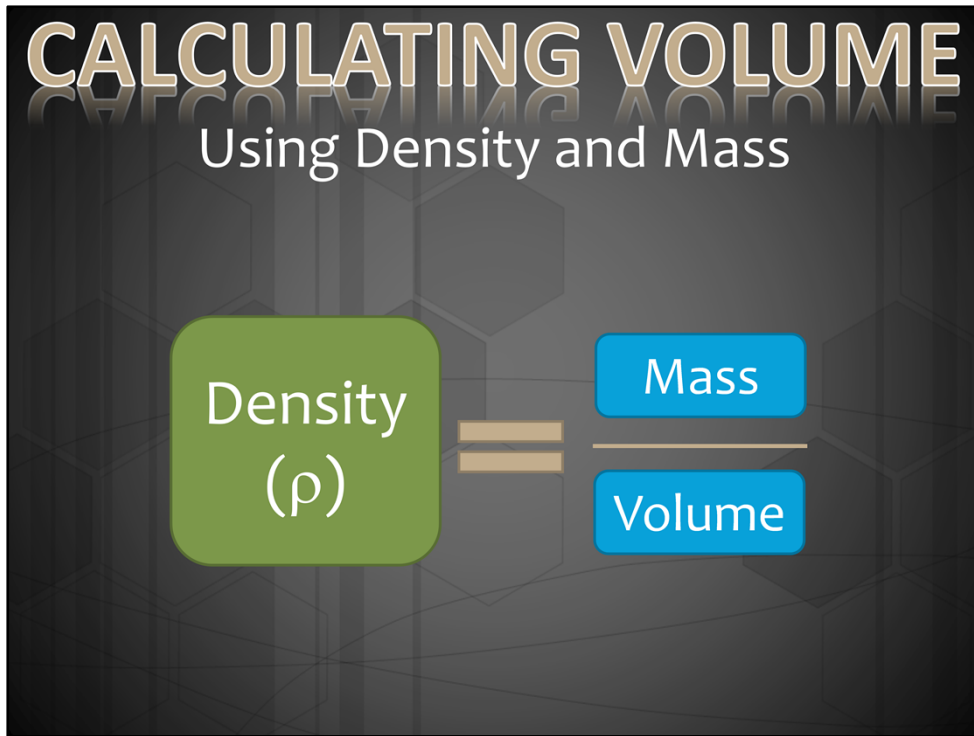 CALCULATING VOLUME
Using Density and Mass
Density
(ρ)
=
Mass
Volume